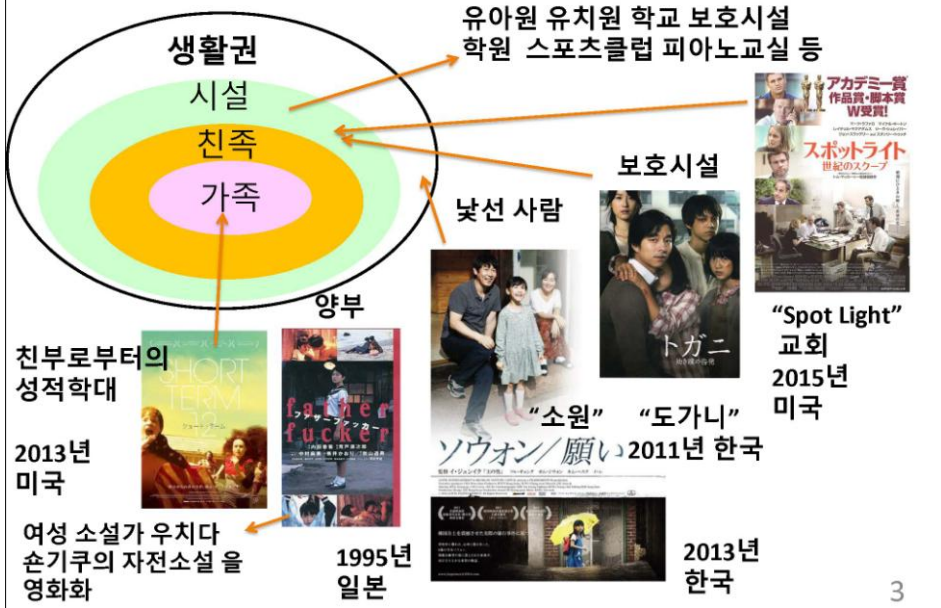 유아원 유치원 학교 보호시설
학원 스포츠클럽 피아노교실 등
생활권
시설
친족
가족
낯선 사람
보호시설
アカデミー賞
作品賞・脚本賞
W受賞!
スポットライト
世紀のスクープ
"Spot Light"
교회
2015년
미국
トガニ
"도가니"
2011년 한국
"소원"
ソウォン/願い
2013년
한국
양부
father
ファザーファッカー
fucker
1995년
일본
친부로부터의
성적학대
SHORT
TERM
12
ショート・ターム
2013년
미국
여성 소설가 우치다
슌기쿠의 자전소설 을
영화화
3